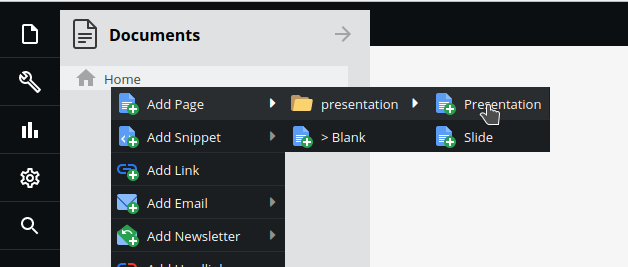 Documents
Home
Add Page
presentation
Presentation
Add Snippet
> Blank
Slide
Add Link
Add Email
Add Newsletter